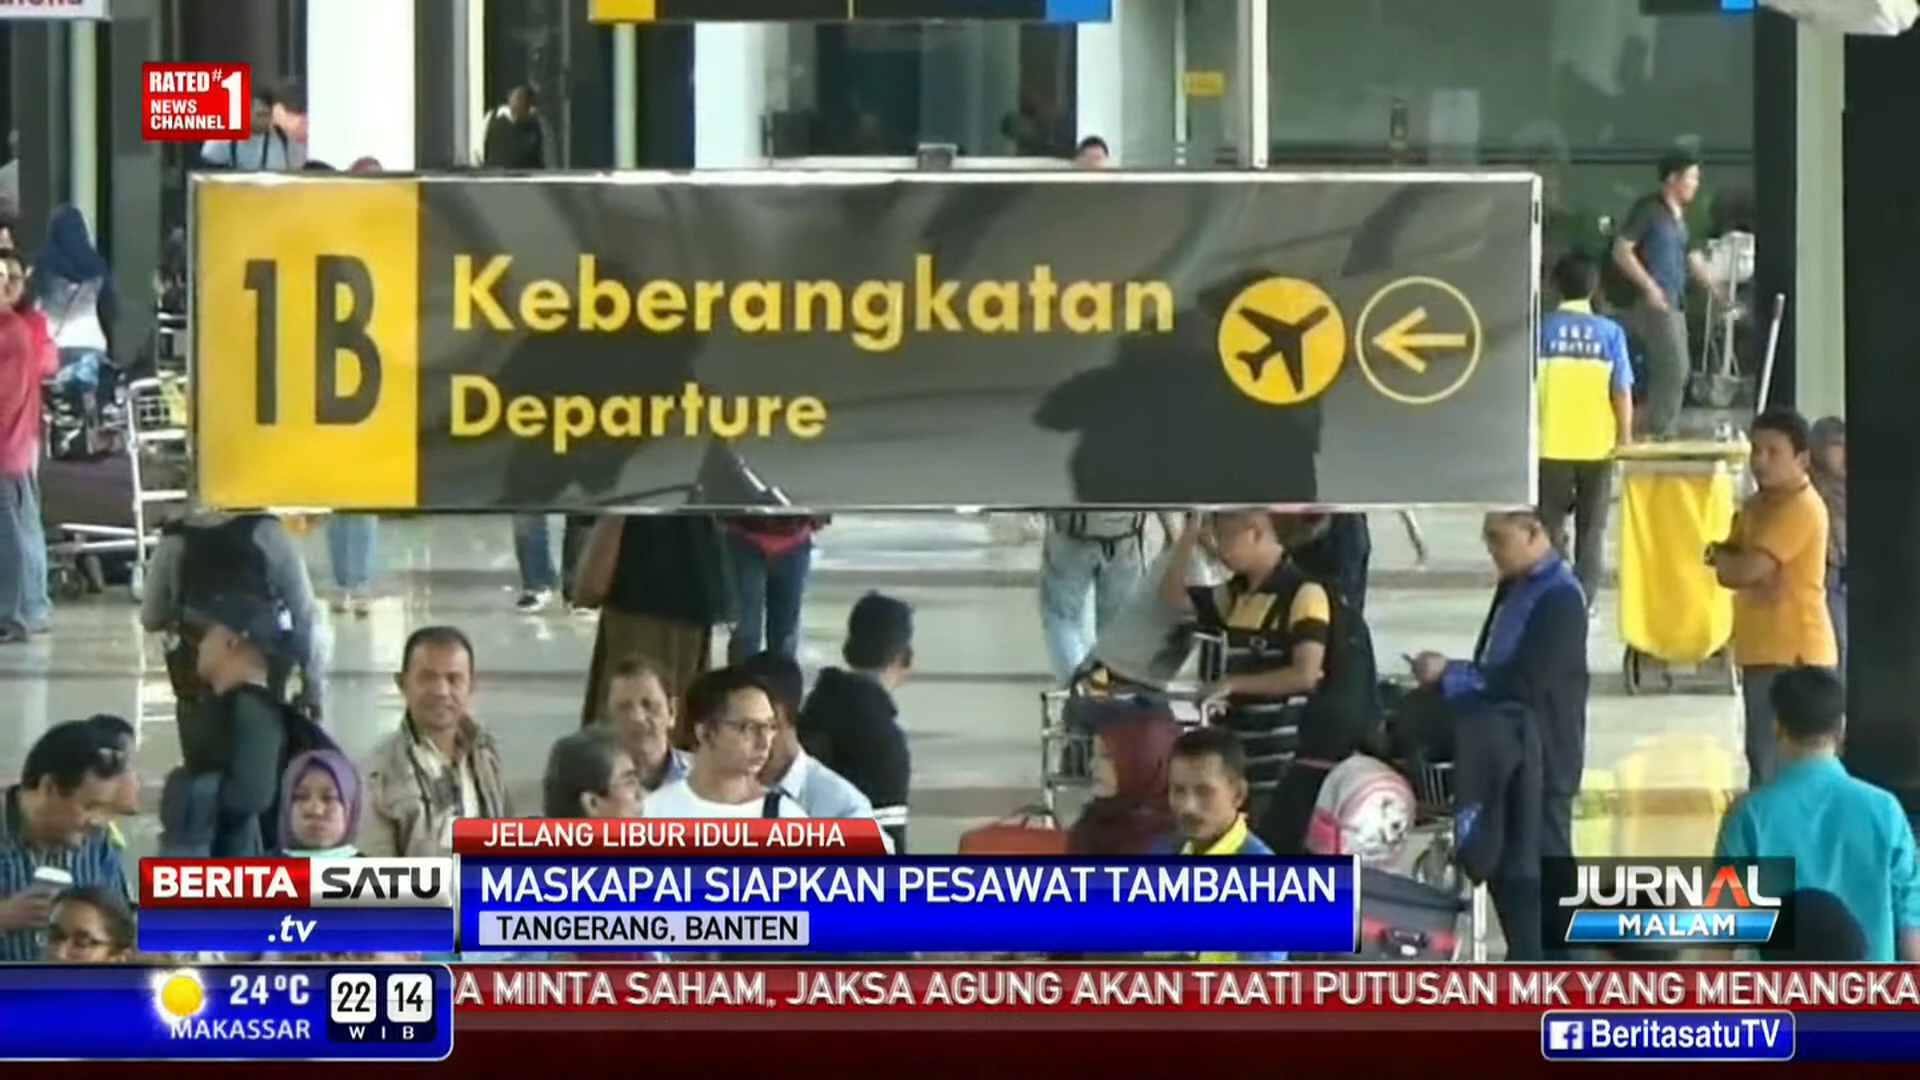 RATED #1
NEWS
CHANNEL
1B
Keberangkatan
Departure
JELANG LIBUR IDUL ADHA
BERITA SATU
.tv
MASKAPAI SIAPKAN PESAWAT TAMBAHAN
TANGERANG, BANTEN
JURNAL
MALAM
24°C
MAKASSAR
22 14
WIB
A MINTA SAHAM, JAKSA AGUNG AKAN TAATI PUTUSAN MK YANG MENANGKA
BeritasatuTV